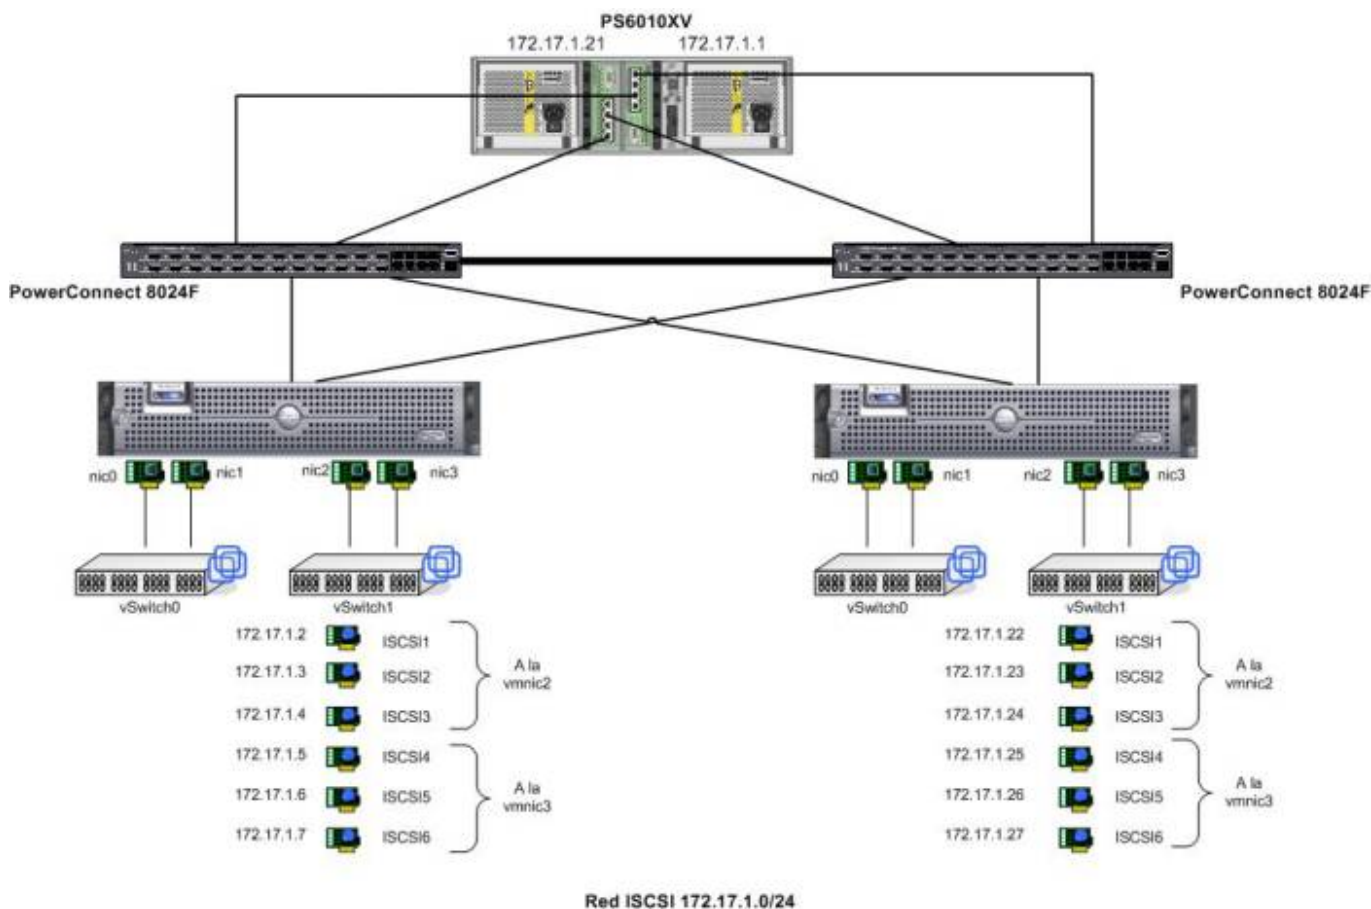 PS6010XV
172.17.1.21
172.17.1.1
PowerConnect 8024F
PowerConnect 8024F
nic0
nic1
nic2
nic3
nic0
nic1
nic2
nic3
vSwitch0
vSwitch1
vSwitch0
vSwitch1
172.17.1.2 ISCSI1
172.17.1.3 ISCSI2
172.17.1.4 ISCSI3
A la
vmnic2
172.17.1.5 ISCSI4
172.17.1.6 ISCSI5
172.17.1.7 ISCSI6
A la
vmnic3
172.17.1.22 ISCSI1
172.17.1.23 ISCSI2
172.17.1.24 ISCSI3
A la
vmnic2
172.17.1.25 ISCSI4
172.17.1.26 ISCSI5
172.17.1.27 ISCSI6
A la
vmnic3
Red ISCSI 172.17.1.0/24